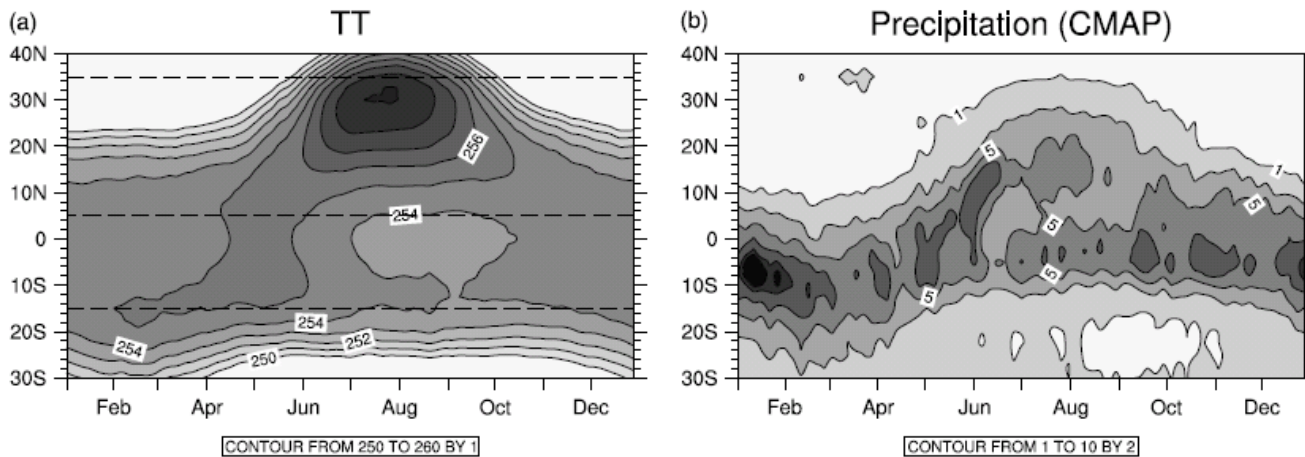 (a) TT
40N
30N
20N
10N
0
10S
20S
30S
256
254
254
254
252
250
Feb Apr Jun Aug Oct Dec
CONTOUR FROM 250 TO 260 BY 1
(b) Precipitation (CMAP)
40N
30N
20N
10N
0
10S
20S
30S
1
5
1
5
5
5
5
Feb Apr Jun Aug Oct Dec
CONTOUR FROM 1 TO 10 BY 2